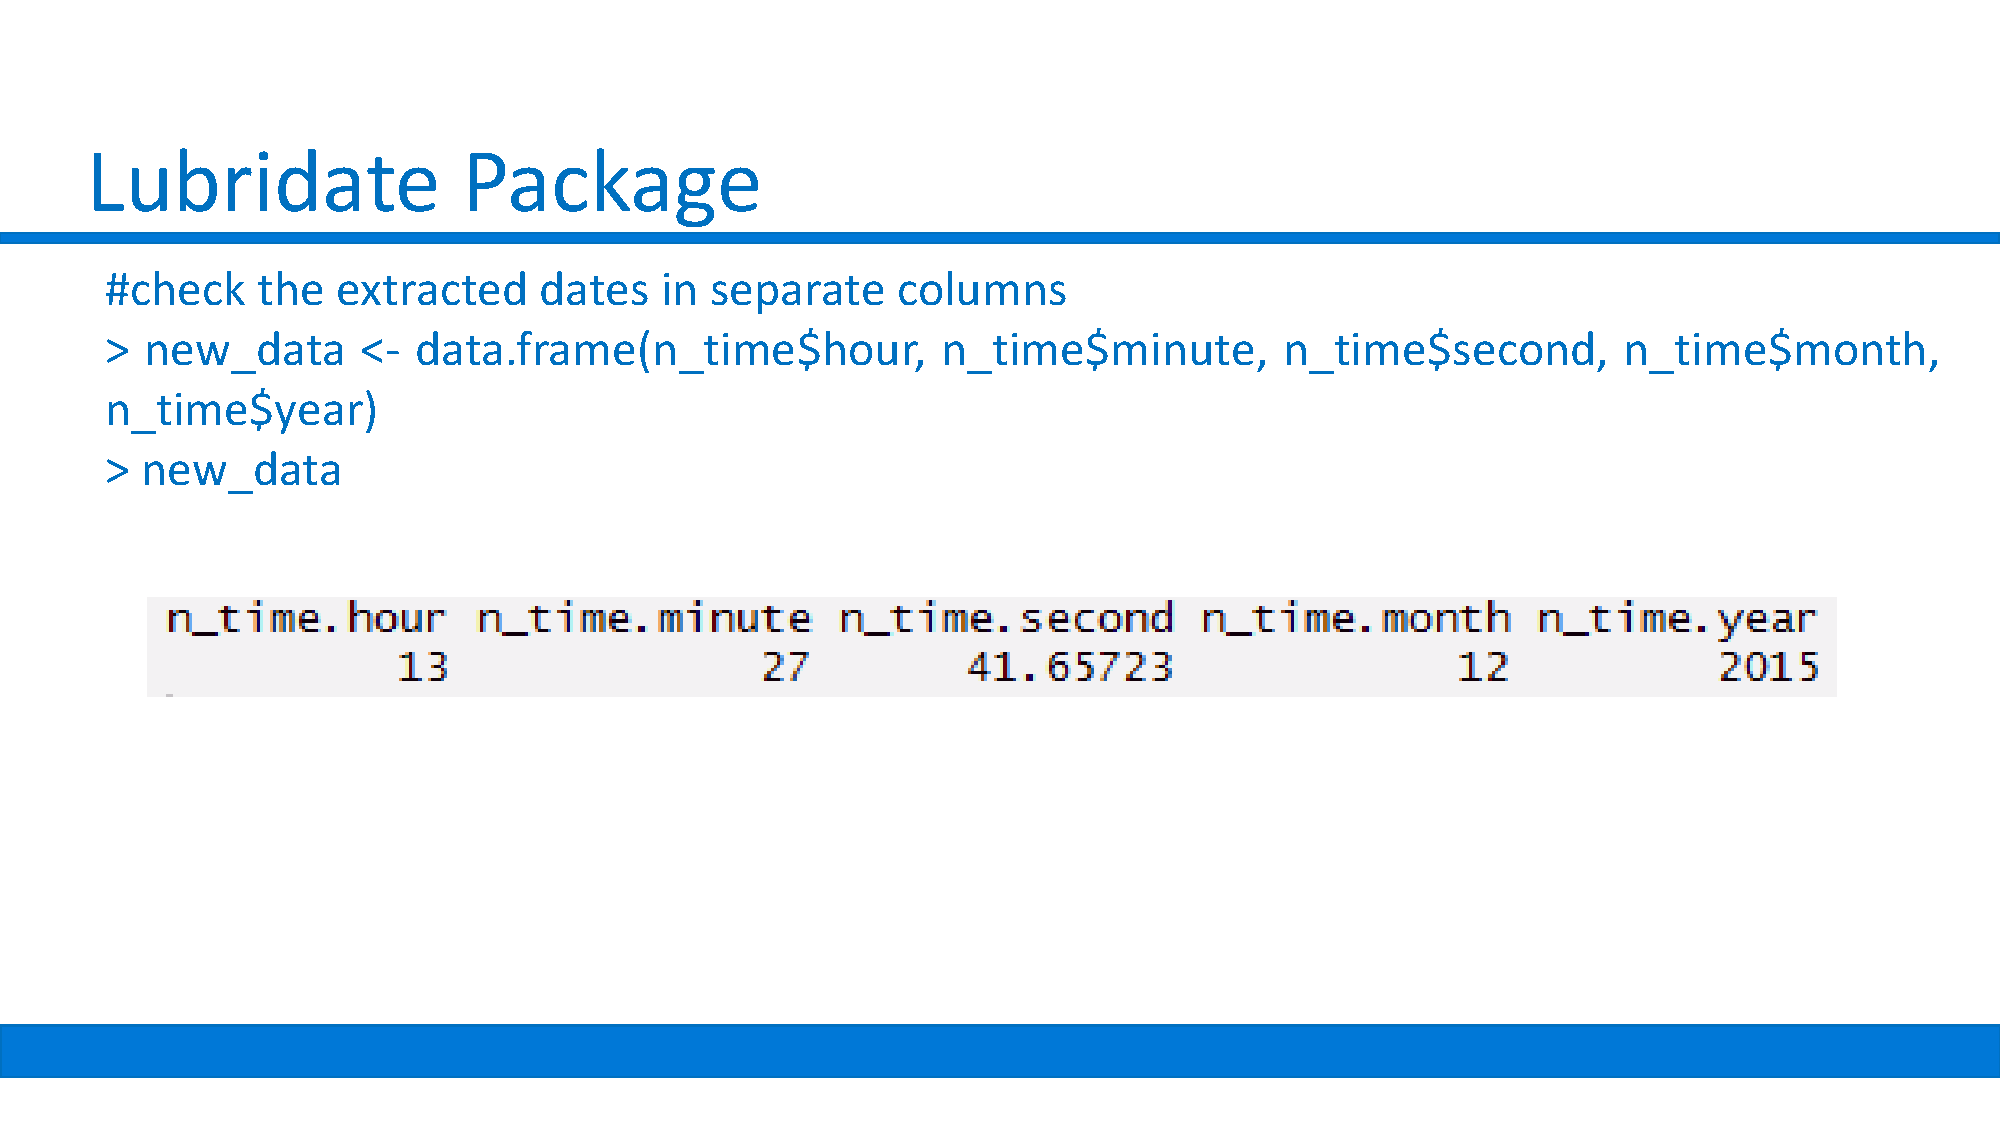 Lubridate Package
#check the extracted dates in separate columns
> new_data <- data.frame(n_time$hour, n_time$minute, n_time$second, n_time$month,
n_time$year)
> new_data
n_time.hour n_time.minute n_time.second n_time.month n_time.year
13 27 41.65723 12 2015